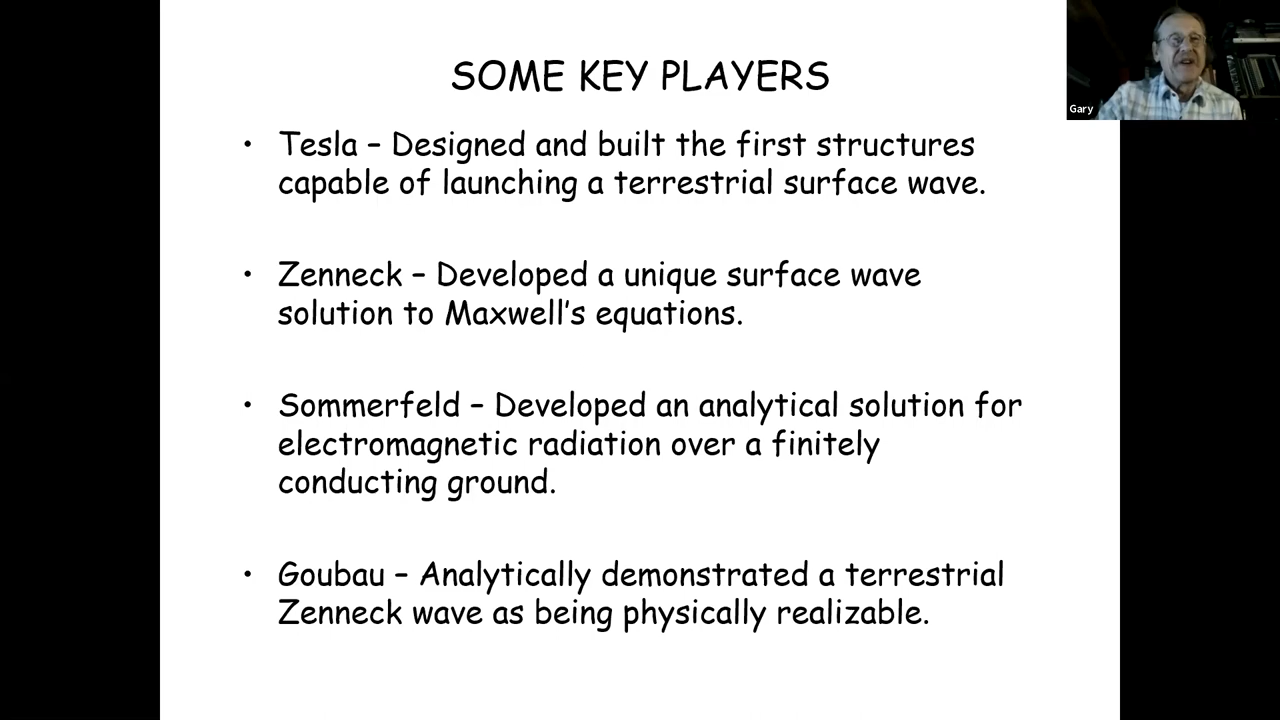 SOME KEY PLAYERS
Gary
• Tesla – Designed and built the first structures
capable of launching a terrestrial surface wave.
• Zenneck – Developed a unique surface wave
solution to Maxwell's equations.
• Sommerfeld – Developed an analytical solution for
electromagnetic radiation over a finitely
conducting ground.
• Goubau – Analytically demonstrated a terrestrial
Zenneck wave as being physically realizable.